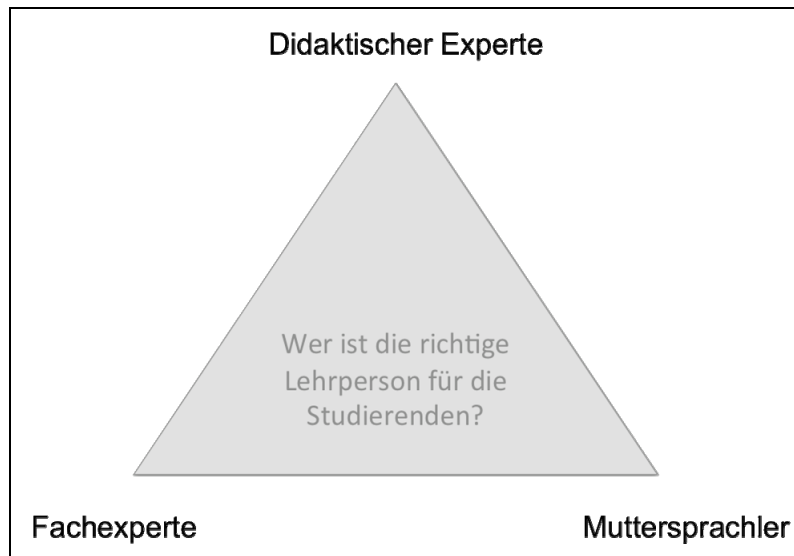 Didaktischer Experte
Wer ist die richtige
Lehrperson für die
Studierenden?
Fachexperte
Muttersprachler